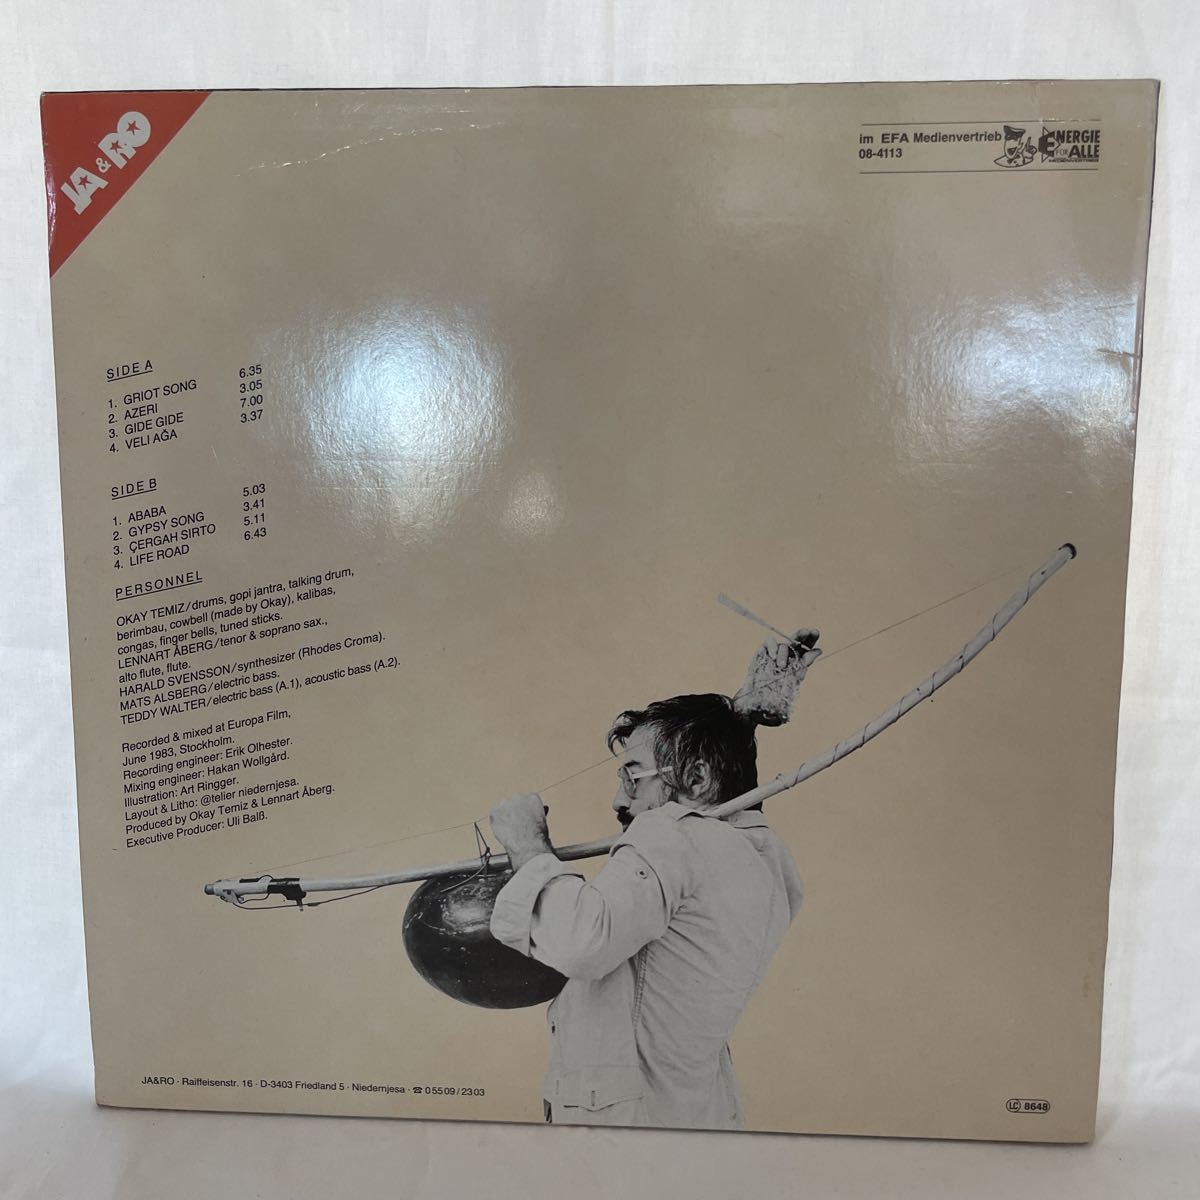 JA & RO
im EFA Medienvertrieb
08-4113
ENERGIE
FÜR ALLE
MEDIENVERTRIEB
SIDE A
1. GRIOT SONG 6.35
2. AZERI 3.05
3. GIDE GIDE 7.00
4. VELI AĞA 3.37
SIDE B
1. ABABA 5.03
2. GYPSY SONG 3.41
3. ÇERGAH SIRTO 5.11
4. LIFE ROAD 6.43
PERSONNEL
OKAY TEMIZ/drums, gopi jantra, talking drum,
berimbau, cowbell (made by Okay), kalibas,
congas, finger bells, tuned sticks.
LENNART ÅBERG/tenor & soprano sax.,
alto flute, flute.
HARALD SVENSSON/synthesizer (Rhodes Croma).
MATS ALSBERG/electric bass.
TEDDY WALTER/electric bass (A.1), acoustic bass (A.2).
Recorded & mixed at Europa Film,
June 1983, Stockholm.
Recording engineer: Erik Olhester.
Mixing engineer: Hakan Wollgård.
Illustration: Art Ringger.
Layout & Litho: @telier niedernjesa.
Produced by Okay Temiz & Lennart Åberg.
Executive Producer: Uli Balß.
JA&RO · Raiffeisenstr. 16 · D-3403 Friedland 5 · Niedernjesa · ☎ 05509/2303
LC 8648